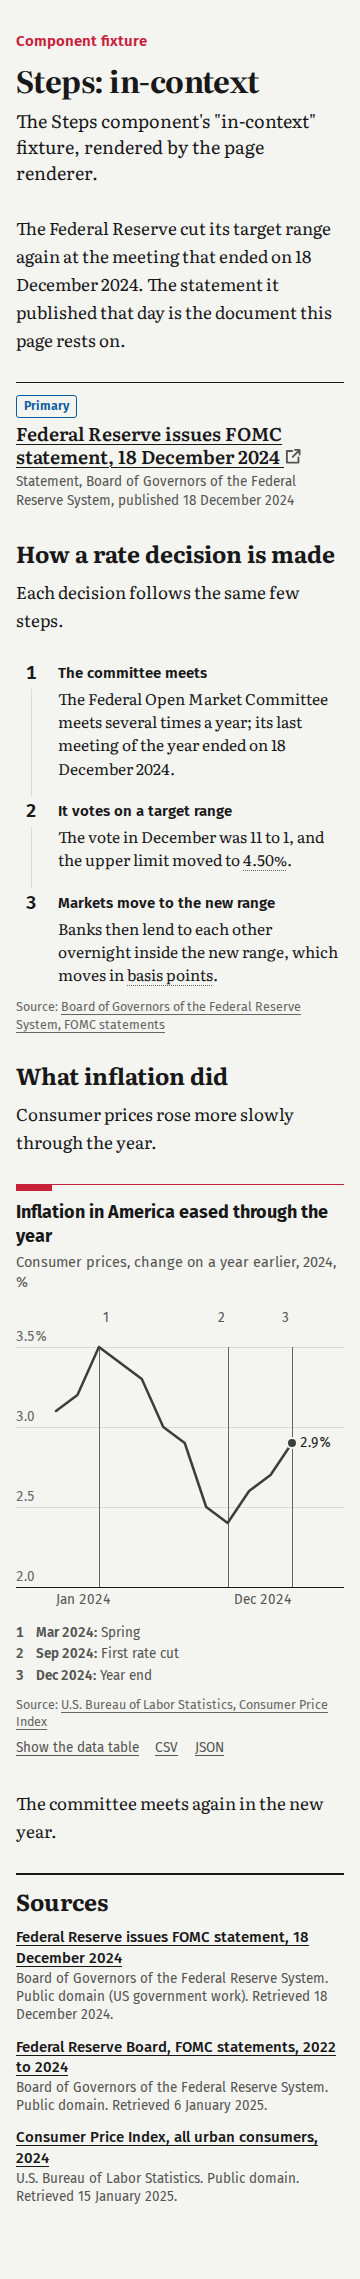 Component fixture
Steps: in-context
The Steps component's "in-context"
fixture, rendered by the page
renderer.
The Federal Reserve cut its target range
again at the meeting that ended on 18
December 2024. The statement it
published that day is the document this
page rests on.
Primary
Federal Reserve issues FOMC
statement, 18 December 2024
Statement, Board of Governors of the Federal
Reserve System, published 18 December 2024
How a rate decision is made
Each decision follows the same few
steps.
1 The committee meets
The Federal Open Market Committee
meets several times a year; its last
meeting of the year ended on 18
December 2024.
2 It votes on a target range
The vote in December was 11 to 1, and
the upper limit moved to 4.50%.
3 Markets move to the new range
Banks then lend to each other
overnight inside the new range, which
moves in basis points.
Source: Board of Governors of the Federal Reserve
System, FOMC statements
What inflation did
Consumer prices rose more slowly
through the year.
Inflation in America eased through the
year
Consumer prices, change on a year earlier, 2024,
%
1 2 3
3.5%
3.0
2.9%
2.5
2.0
Jan 2024 Dec 2024
1 Mar 2024: Spring
2 Sep 2024: First rate cut
3 Dec 2024: Year end
Source: U.S. Bureau of Labor Statistics, Consumer Price
Index
Show the data table CSV JSON
The committee meets again in the new
year.
Sources
Federal Reserve issues FOMC statement, 18
December 2024
Board of Governors of the Federal Reserve System.
Public domain (US government work). Retrieved 18
December 2024.
Federal Reserve Board, FOMC statements, 2022
to 2024
Board of Governors of the Federal Reserve System.
Public domain. Retrieved 6 January 2025.
Consumer Price Index, all urban consumers,
2024
U.S. Bureau of Labor Statistics. Public domain.
Retrieved 15 January 2025.